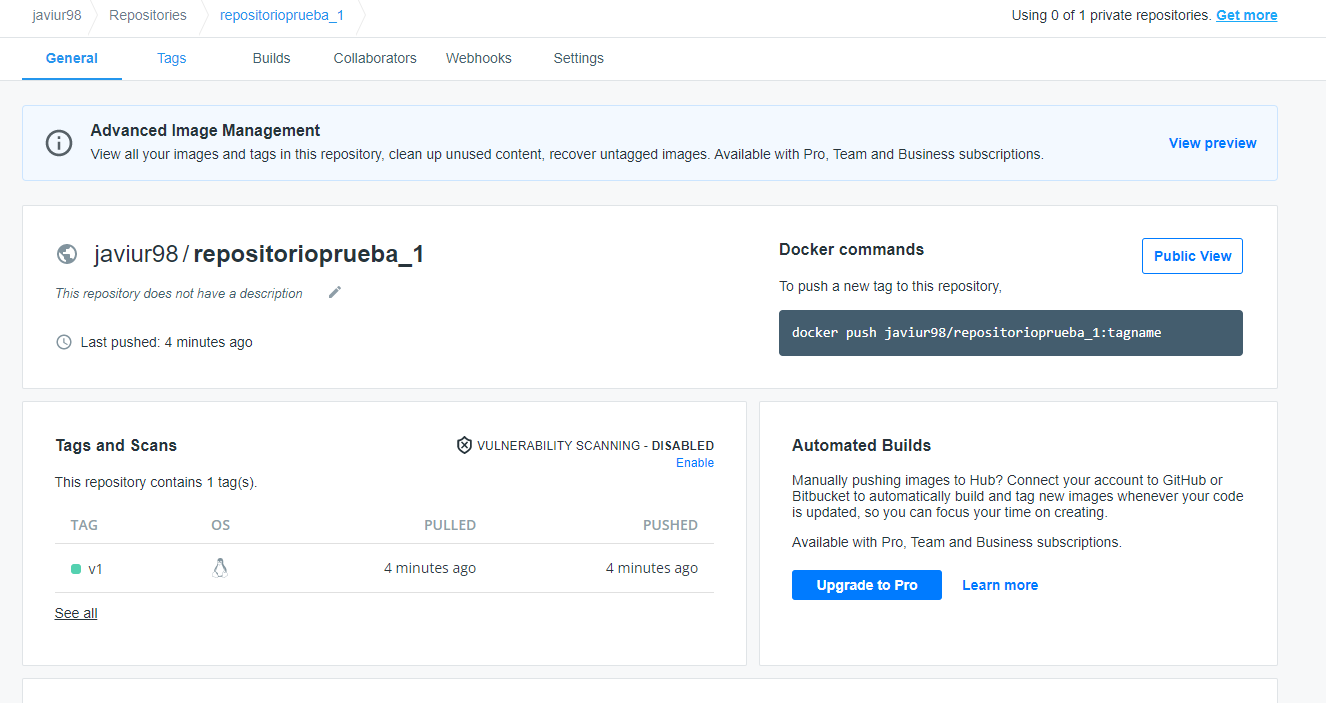 javiur98 Repositories repositorioprueba_1 Using 0 of 1 private repositories. Get more
General Tags Builds Collaborators Webhooks Settings
Advanced Image Management
View all your images and tags in this repository, clean up unused content, recover untagged images. Available with Pro, Team and Business subscriptions.
View preview
javiur98 / repositorioprueba_1
This repository does not have a description
Last pushed: 4 minutes ago
Docker commands
Public View
To push a new tag to this repository,
docker push javiur98/repositorioprueba_1:tagname
Tags and Scans
VULNERABILITY SCANNING - DISABLED
Enable
This repository contains 1 tag(s).
TAG OS PULLED PUSHED
v1 4 minutes ago 4 minutes ago
See all
Automated Builds
Manually pushing images to Hub? Connect your account to GitHub or
Bitbucket to automatically build and tag new images whenever your code
is updated, so you can focus your time on creating.
Available with Pro, Team and Business subscriptions.
Upgrade to Pro Learn more